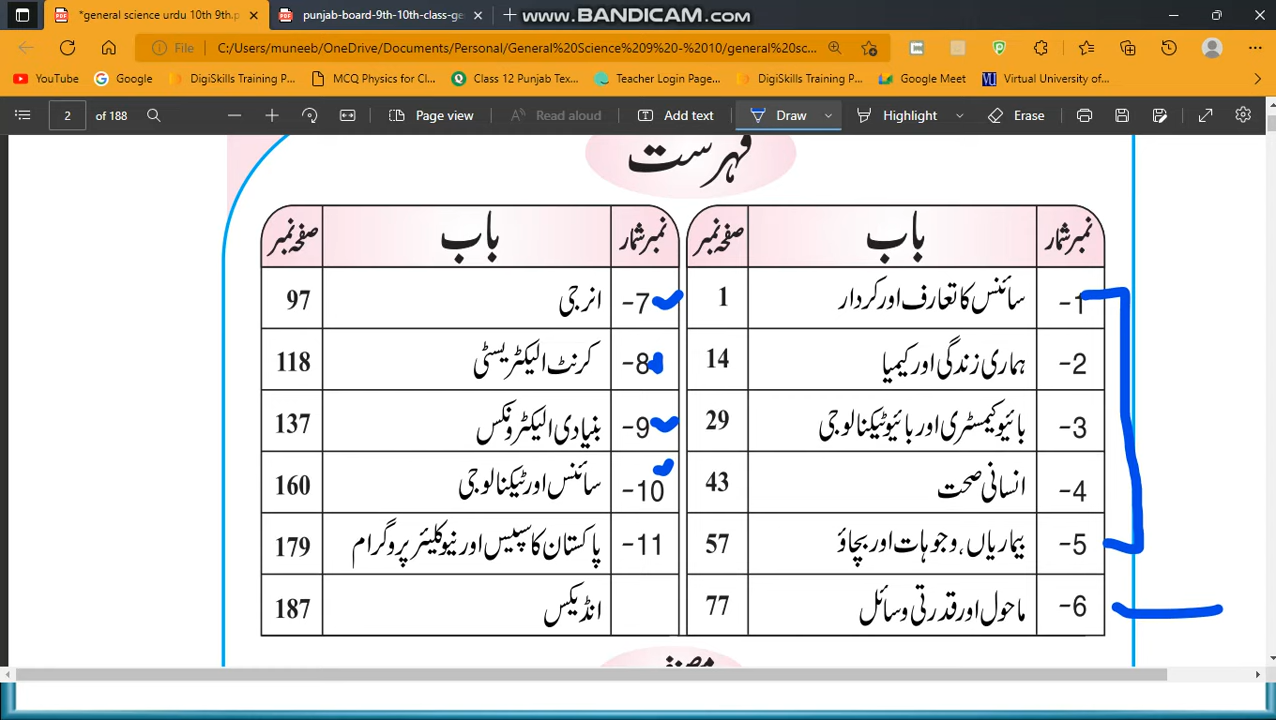 *general science urdu 10th 9th.p
punjab-board-9th-10th-class-ge
www.BANDICAM.com
File
C:/Users/muneeb/OneDrive/Documents/Personal/General%20Science%209%20-%2010/general%20sc...
YouTube
Google
DigiSkills Training P...
MCQ Physics for Cl...
Class 12 Punjab Tex...
Teacher Login Page...
DigiSkills Training P...
Google Meet
Virtual University of...
2 of 188
Page view
Read aloud
Add text
Draw
Highlight
Erase
فہرست
نمبر شمار باب صفحہ نمبر
1- سائنس کا تعارف اور کردار 1
2- ہماری زندگی اور کیمیا 14
3- بائیوکیمسٹری اور بائیوٹیکنالوجی 29
4- انسانی صحت 43
5- بیماریاں، وجوہات اور بچاؤ 57
6- ماحول اور قدرتی وسائل 77
نمبر شمار باب صفحہ نمبر
7- انرجی 97
8- کرنٹ الیکٹریسٹی 118
9- بنیادی الیکٹرونکس 137
10- سائنس اور ٹیکنالوجی 160
11- پاکستان کا سپیس اور نیوکلیئر پروگرام 179
انڈیکس 187